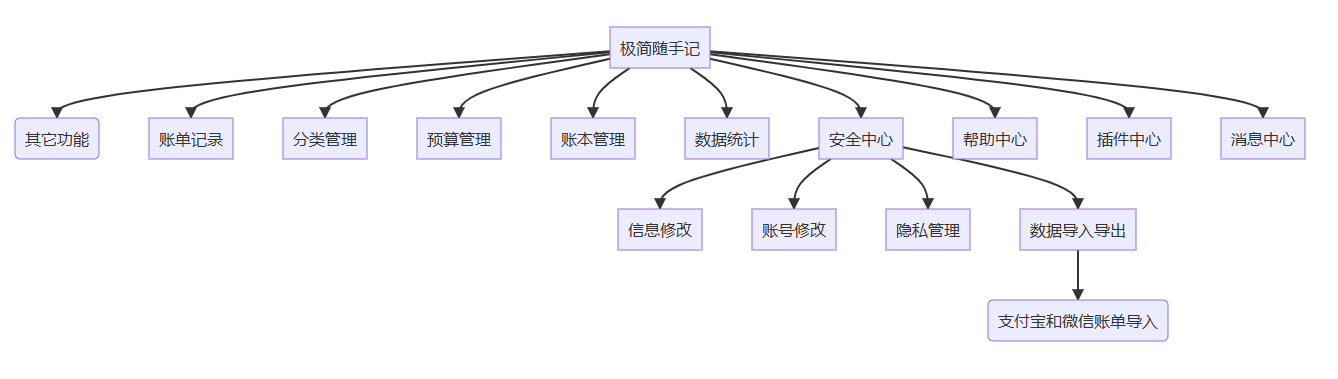 极简随手记
其它功能
账单记录
分类管理
预算管理
账本管理
数据统计
安全中心
帮助中心
插件中心
消息中心
信息修改
账号修改
隐私管理
数据导入导出
支付宝和微信账单导入